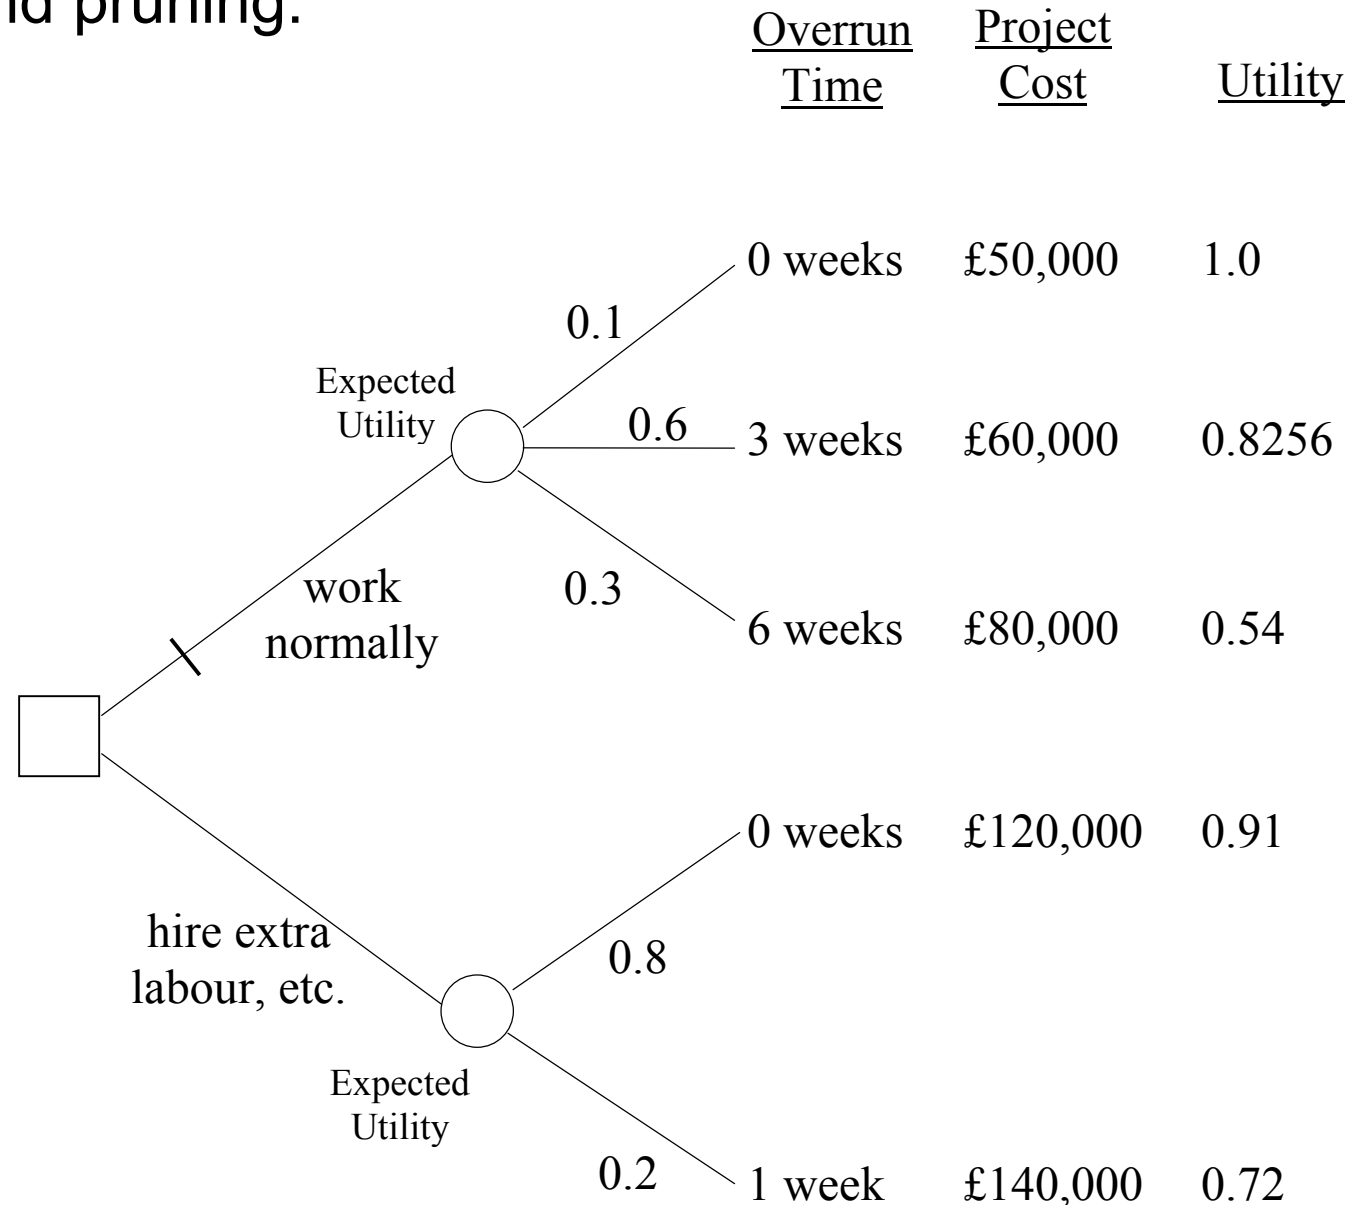 pruning.
Overrun Project
Time Cost Utility
0 weeks £50,000 1.0
0.1
Expected
Utility
0.6
3 weeks £60,000 0.8256
work
normally
0.3
6 weeks £80,000 0.54
0 weeks £120,000 0.91
hire extra
labour, etc.
0.8
Expected
Utility
0.2
1 week £140,000 0.72